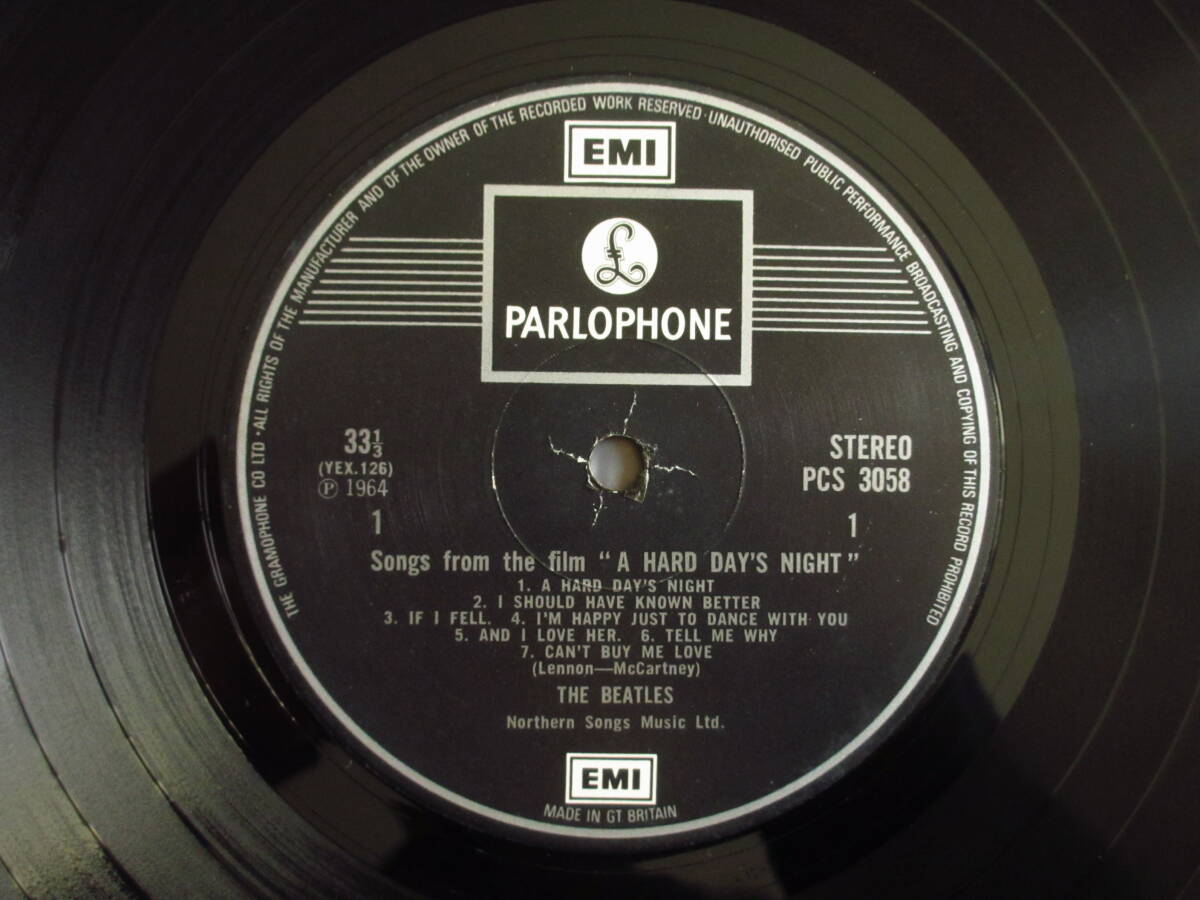 THE GRAMOPHONE CO LTD · ALL RIGHTS OF THE MANUFACTURER AND OF THE OWNER OF THE RECORDED WORK RESERVED · UNAUTHORISED PUBLIC PERFORMANCE BROADCASTING AND COPYING OF THIS RECORD PROHIBITED
EMI
£
PARLOPHONE
33⅓
(YEX.126)
℗ 1964
1
STEREO
PCS 3058
1
Songs from the film "A HARD DAY'S NIGHT"
1. A HARD DAY'S NIGHT
2. I SHOULD HAVE KNOWN BETTER
3. IF I FELL. 4. I'M HAPPY JUST TO DANCE WITH YOU
5. AND I LOVE HER. 6. TELL ME WHY
7. CAN'T BUY ME LOVE
(Lennon—McCartney)
THE BEATLES
Northern Songs Music Ltd.
EMI
MADE IN GT BRITAIN